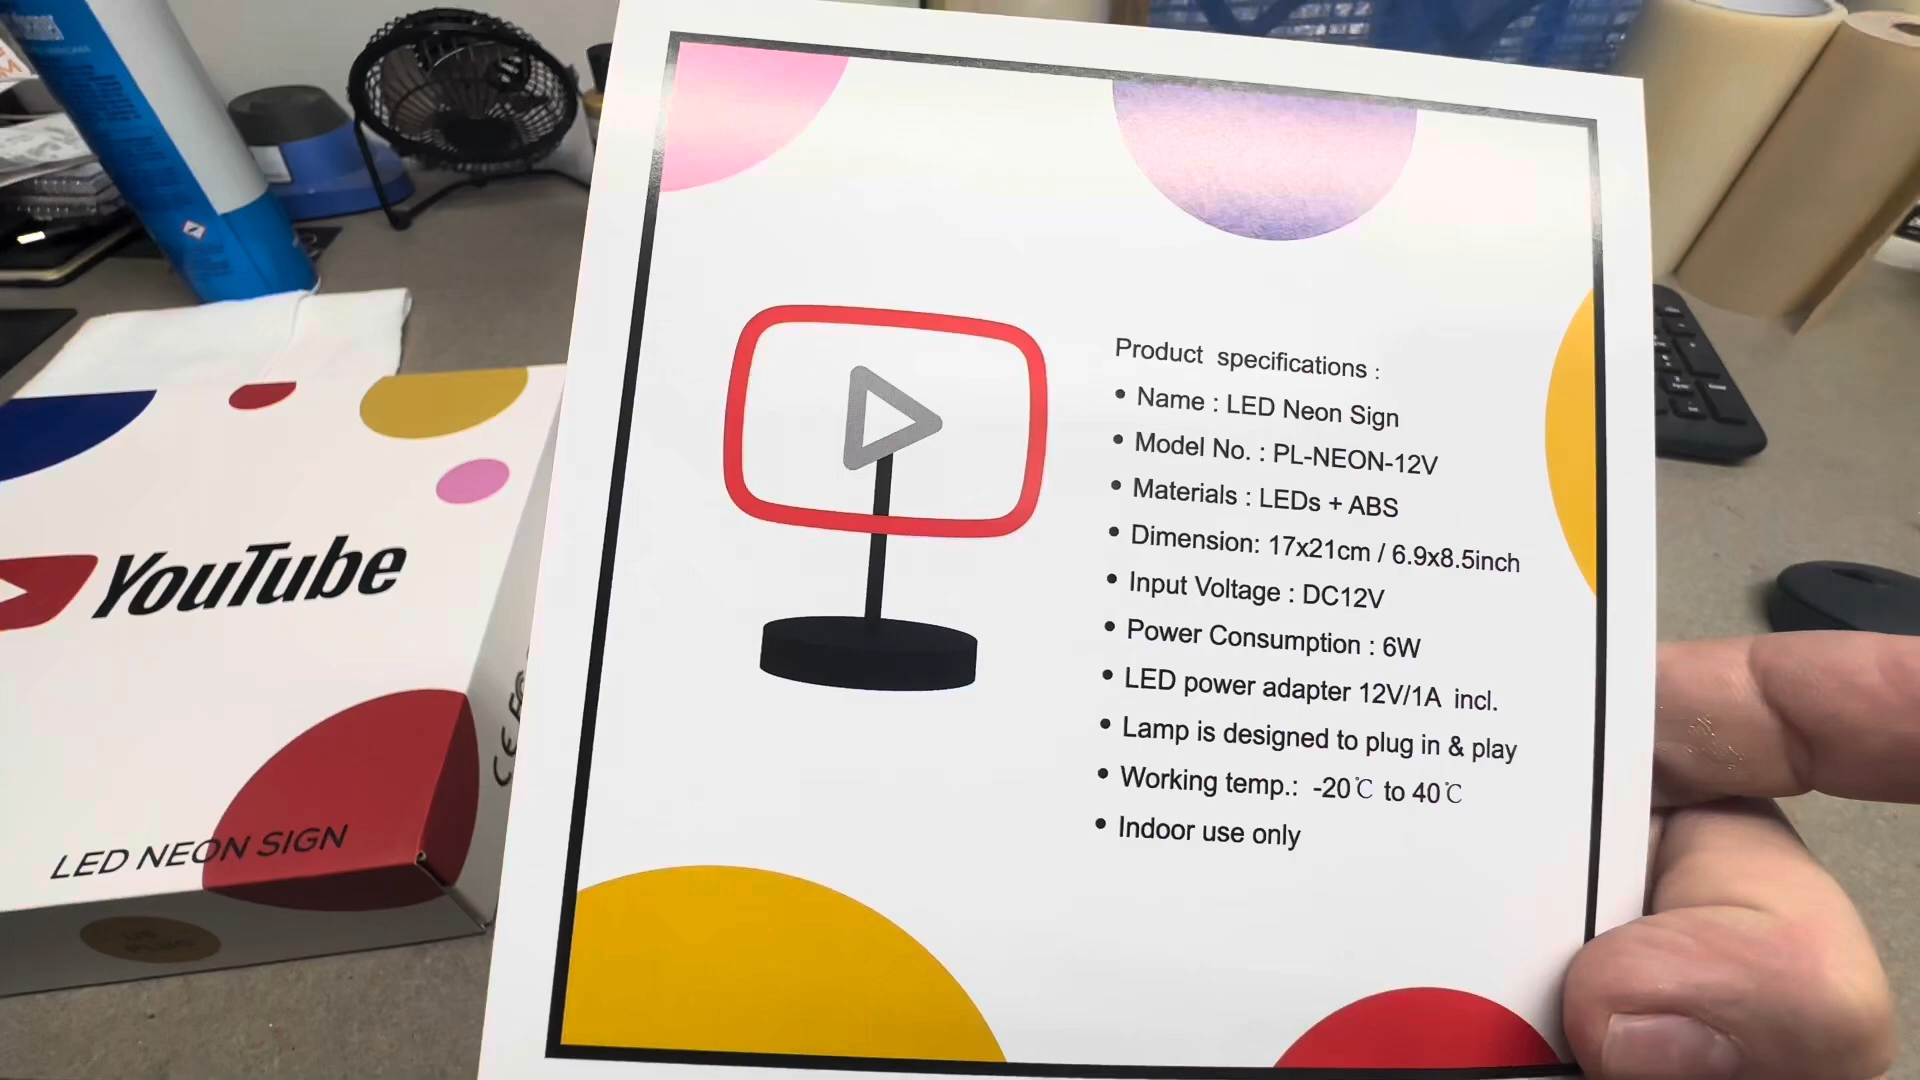 YouTube
LED NEON SIGN
Product specifications :
• Name : LED Neon Sign
• Model No. : PL-NEON-12V
• Materials : LEDs + ABS
• Dimension: 17x21cm / 6.9x8.5inch
• Input Voltage : DC12V
• Power Consumption : 6W
• LED power adapter 12V/1A incl.
• Lamp is designed to plug in & play
• Working temp.: -20℃ to 40℃
• Indoor use only